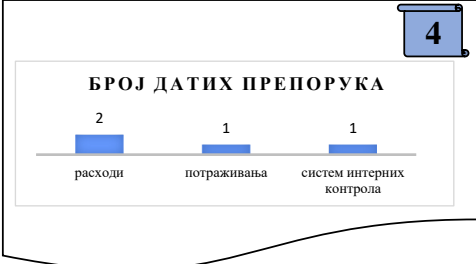 4
БРОЈ ДАТИХ ПРЕПОРУКА
2
1
1
расходи
потраживања
систем интерних
контрола